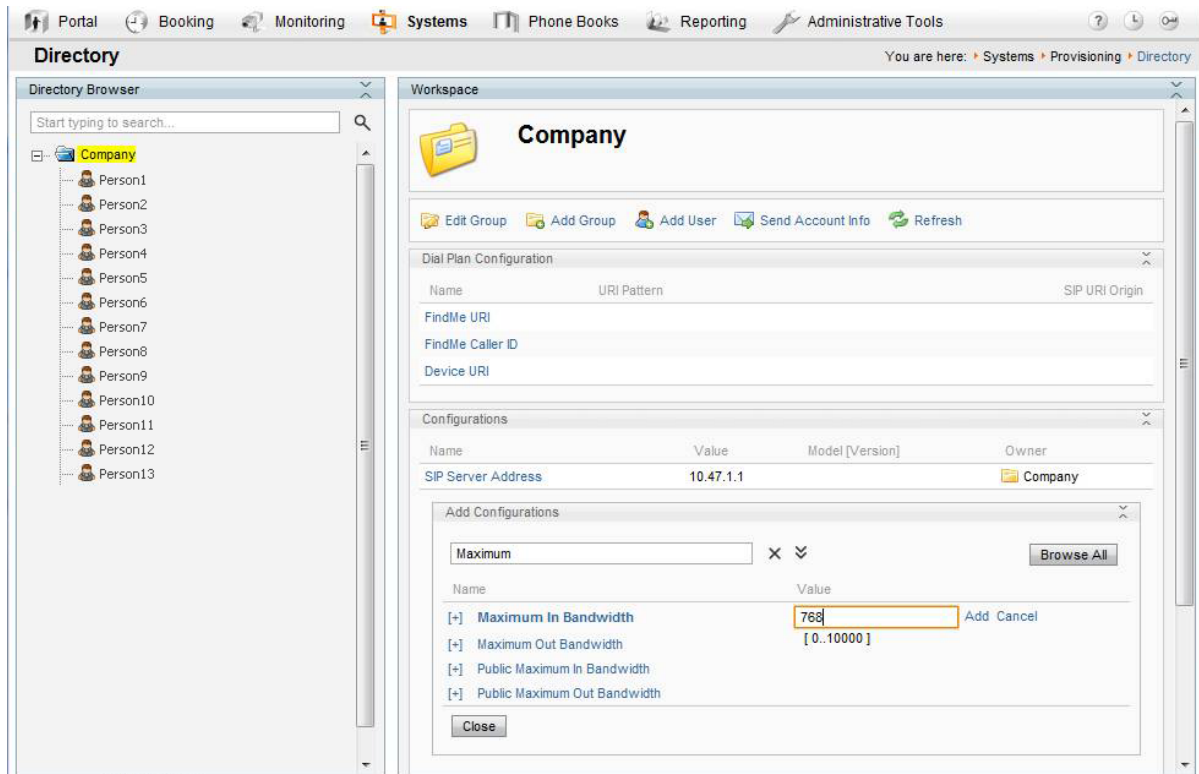 Portal Booking Monitoring Systems Phone Books Reporting Administrative Tools ?
Directory You are here: Systems Provisioning Directory
Directory Browser
Start typing to search...
Company
Person1
Person2
Person3
Person4
Person5
Person6
Person7
Person8
Person9
Person10
Person11
Person12
Person13
Workspace
Company
Edit Group Add Group Add User Send Account Info Refresh
Dial Plan Configuration
Name URI Pattern SIP URI Origin
FindMe URI
FindMe Caller ID
Device URI
Configurations
Name Value Model [Version] Owner
SIP Server Address 10.47.1.1 Company
Add Configurations
Maximum Browse All
Name Value
[+] Maximum In Bandwidth 768 Add Cancel
[ 0..10000 ]
[+] Maximum Out Bandwidth
[+] Public Maximum In Bandwidth
[+] Public Maximum Out Bandwidth
Close